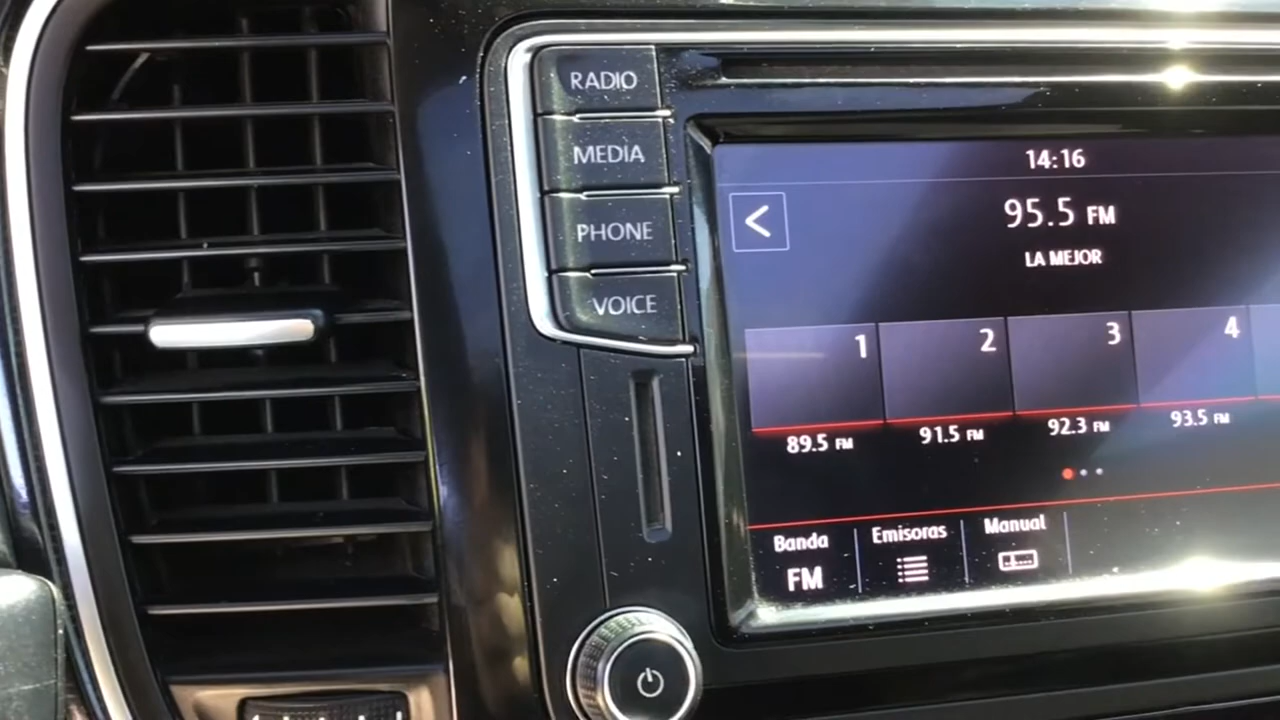 RADIO
MEDIA
PHONE
VOICE
14:16
95.5 FM
LA MEJOR
1 2 3 4
89.5 FM 91.5 FM 92.3 FM 93.5 FM
Banda Emisoras Manual
FM